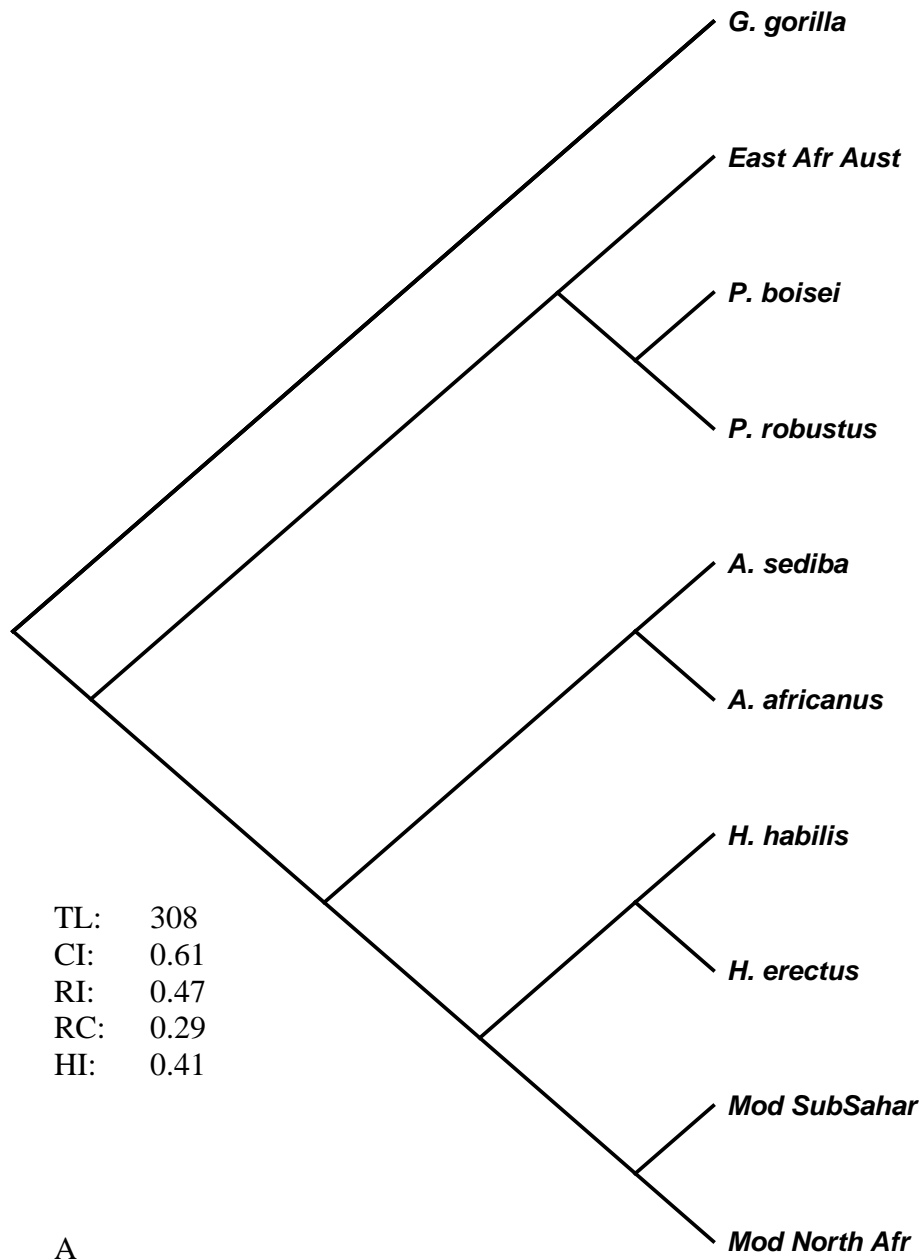 G. gorilla
East Afr Aust
P. boisei
P. robustus
A. sediba
A. africanus
H. habilis
H. erectus
Mod SubSahar
Mod North Afr
TL: 308
CI: 0.61
RI: 0.47
RC: 0.29
HI: 0.41
A